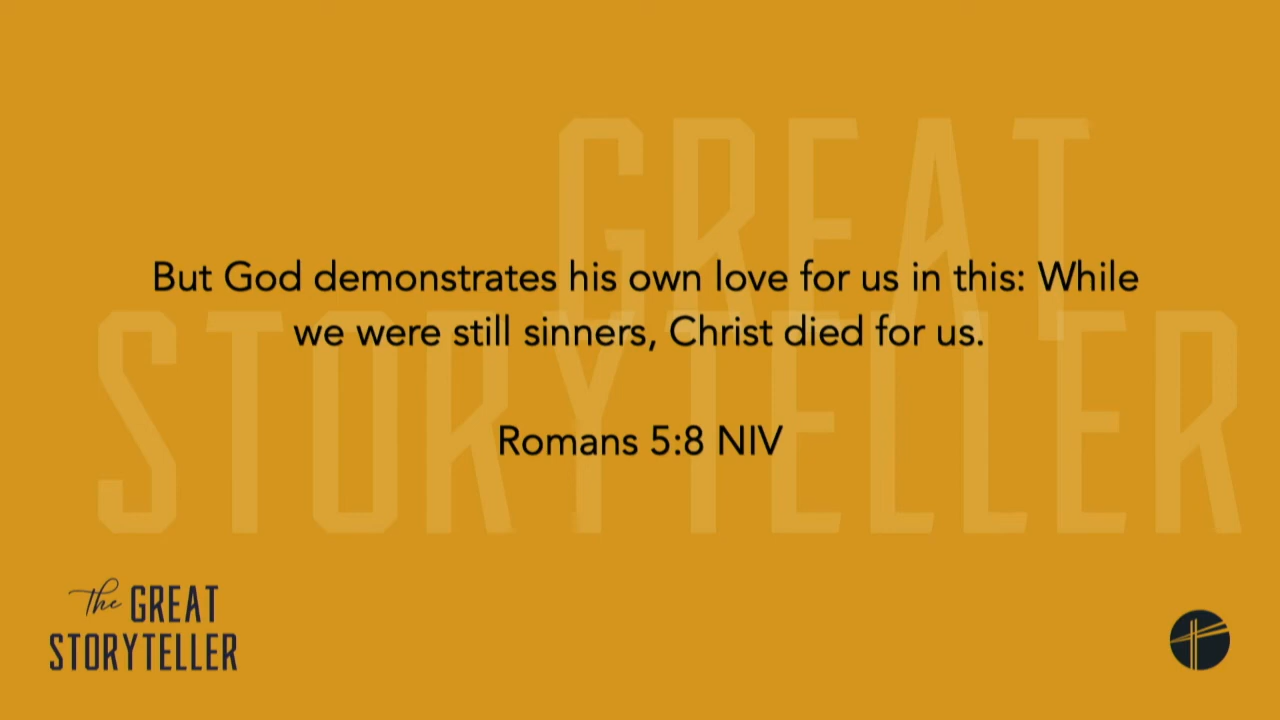 GREAT
STORYTELLER
But God demonstrates his own love for us in this: While
we were still sinners, Christ died for us.
Romans 5:8 NIV
the GREAT
STORYTELLER